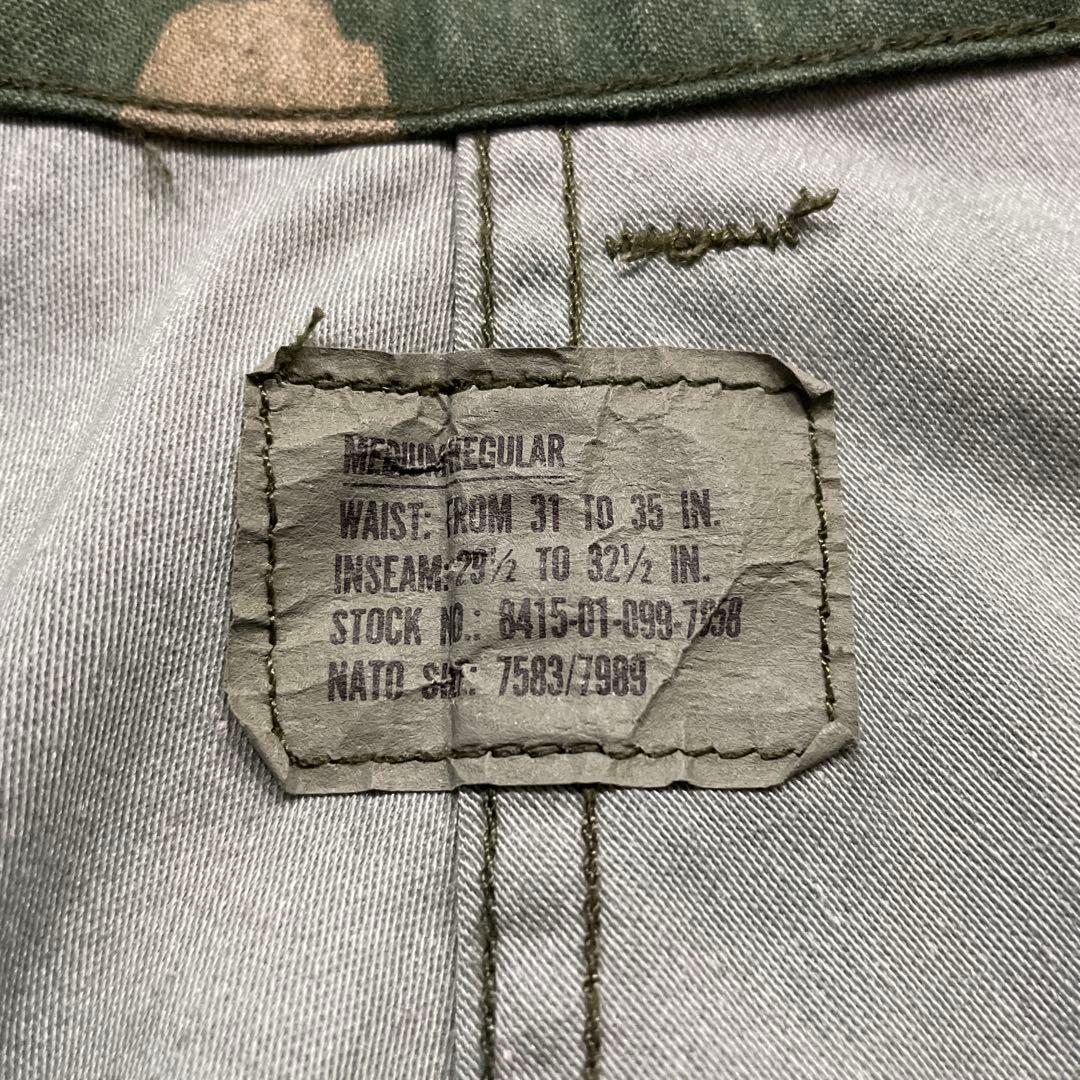 MEDIUM-REGULAR
WAIST: FROM 31 TO 35 IN.
INSEAM: 29½ TO 32½ IN.
STOCK NO.: 8415-01-099-7958
NATO SIZE: 7583/7989